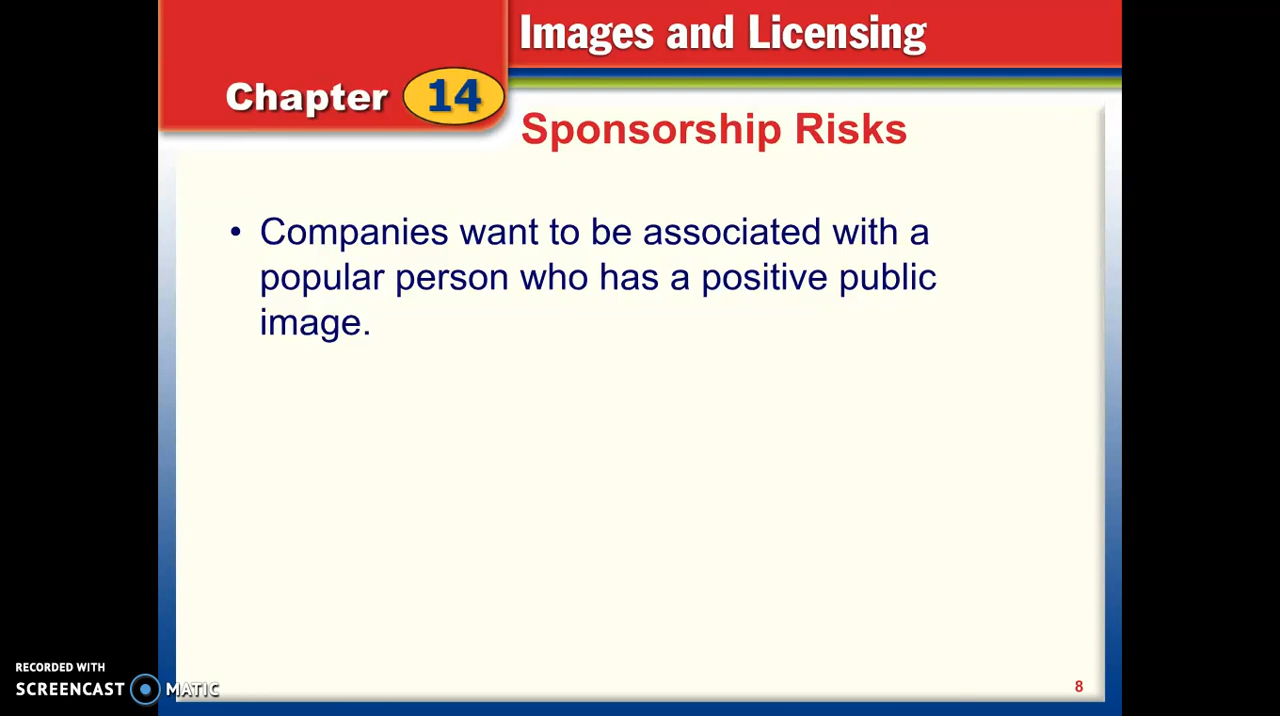 Images and Licensing
Chapter 14
Sponsorship Risks
• Companies want to be associated with a
popular person who has a positive public
image.
RECORDED WITH
SCREENCAST MATIC
8